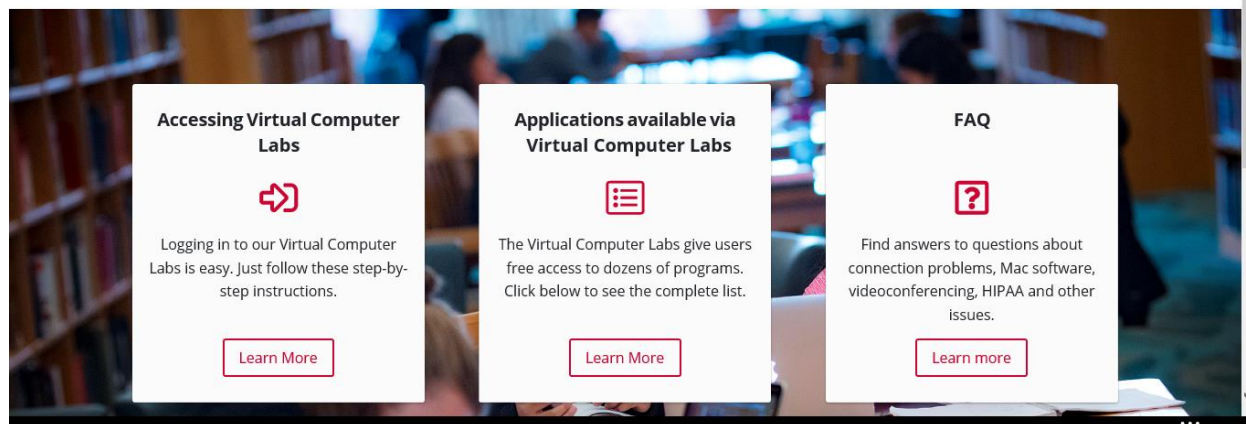 Accessing Virtual Computer
Labs
Logging in to our Virtual Computer
Labs is easy. Just follow these step-by-
step instructions.
Learn More
Applications available via
Virtual Computer Labs
The Virtual Computer Labs give users
free access to dozens of programs.
Click below to see the complete list.
Learn More
FAQ
?
Find answers to questions about
connection problems, Mac software,
videoconferencing, HIPAA and other
issues.
Learn more